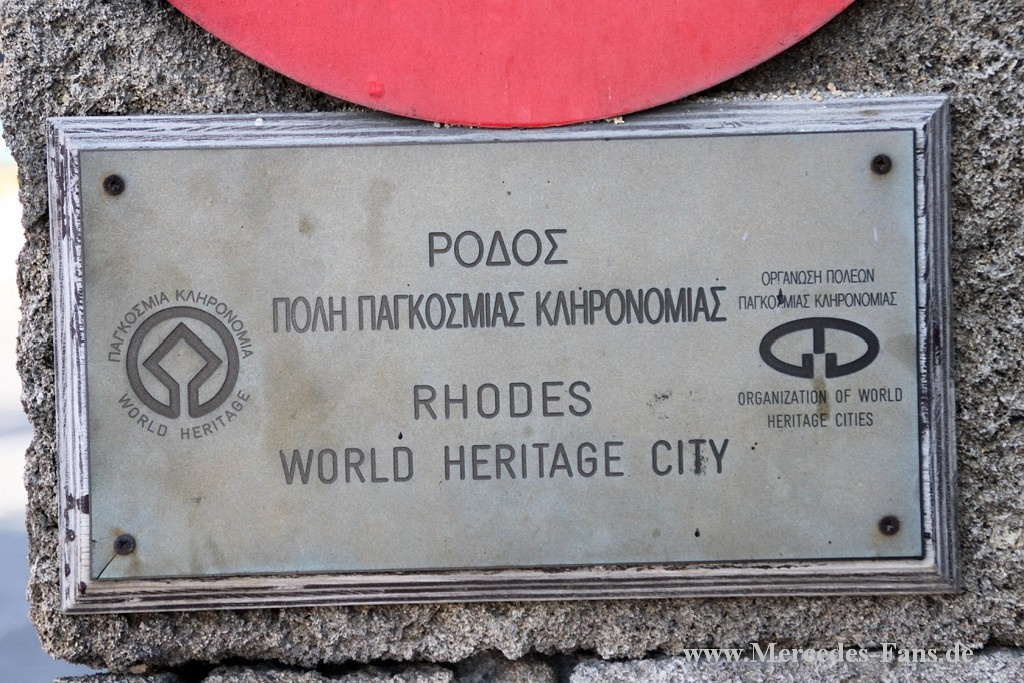 ΡΟΔΟΣ
ΠΟΛΗ ΠΑΓΚΟΣΜΙΑΣ ΚΛΗΡΟΝΟΜΙΑΣ
RHODES
WORLD HERITAGE CITY
ΠΑΓΚΟΣΜΙΑ ΚΛΗΡΟΝΟΜΙΑ
WORLD HERITAGE
ΟΡΓΑΝΩΣΗ ΠΟΛΕΩΝ
ΠΑΓΚΟΣΜΙΑΣ ΚΛΗΡΟΝΟΜΙΑΣ
ORGANIZATION OF WORLD
HERITAGE CITIES
www.Mercedes-Fans.de